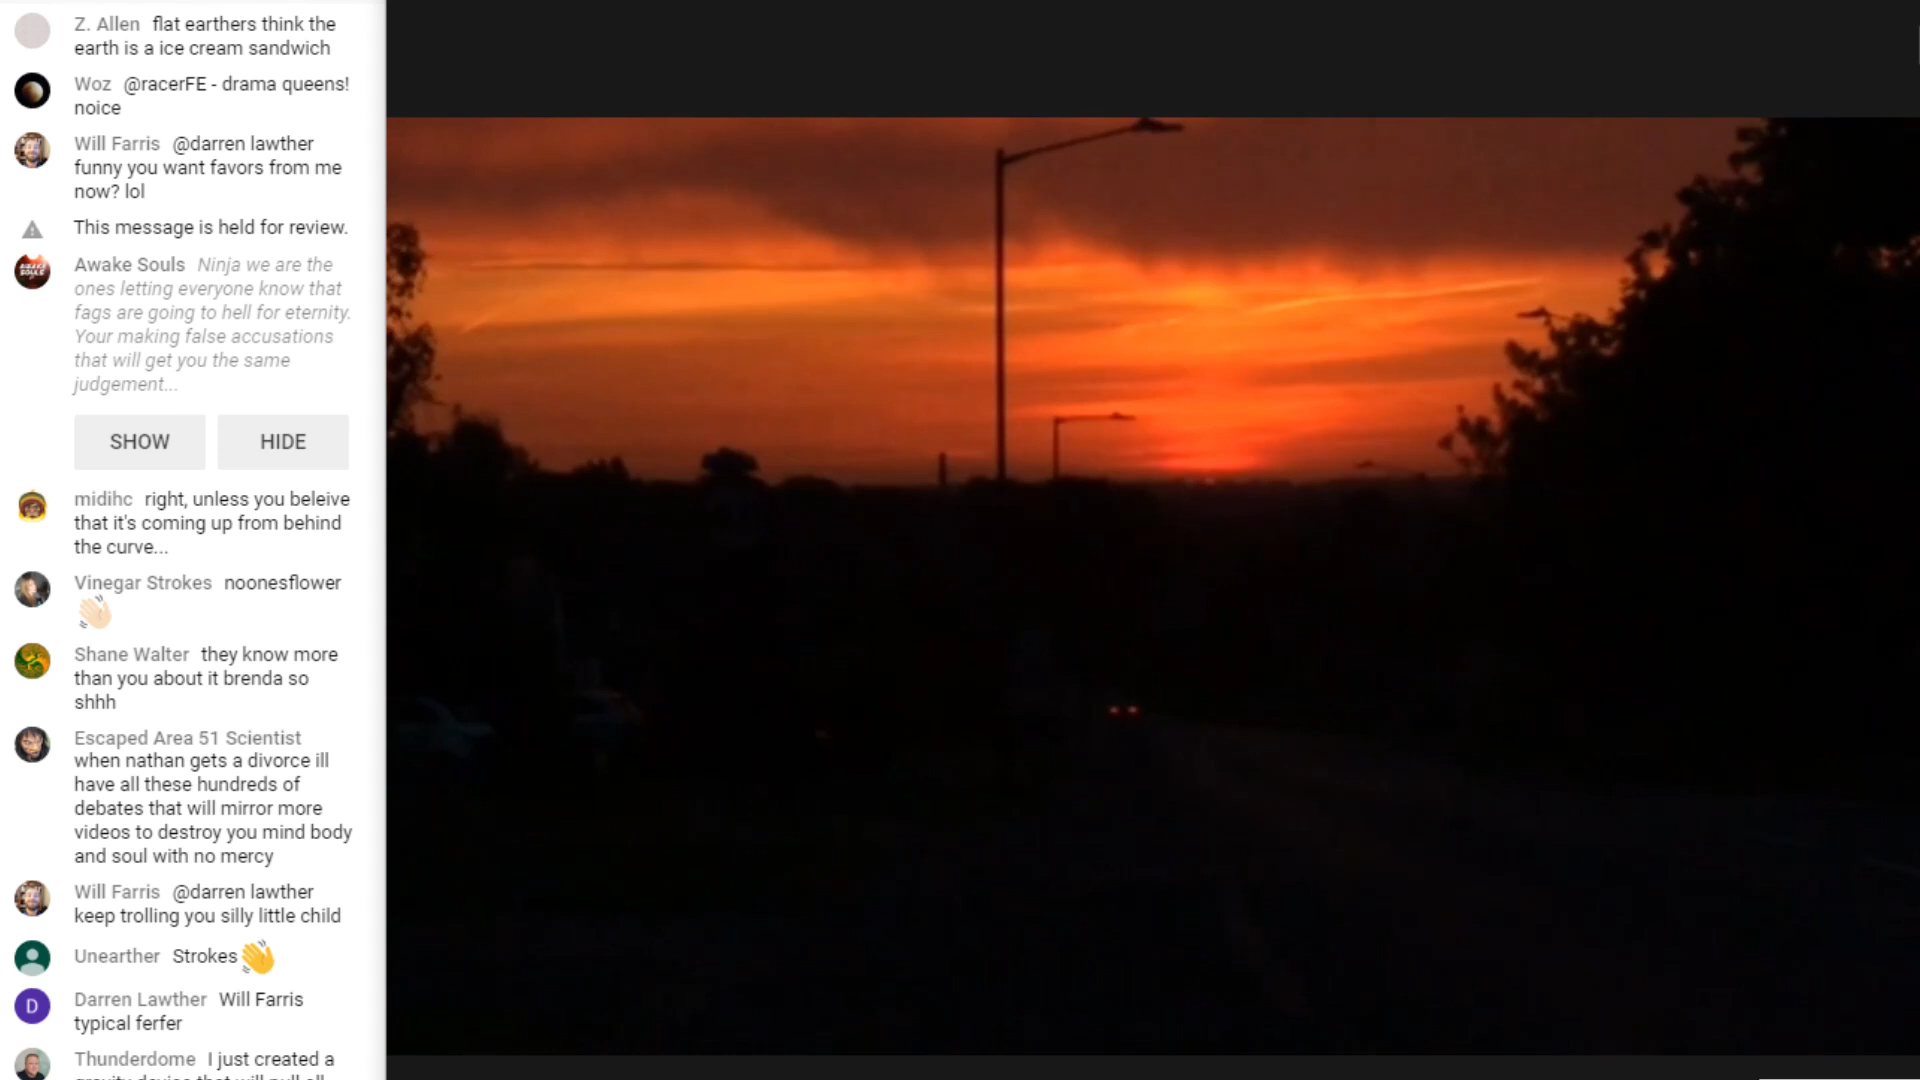 Z. Allen flat earthers think the
earth is a ice cream sandwich
Woz @racerFE - drama queens!
noice
Will Farris @darren lawther
funny you want favors from me
now? lol
This message is held for review.
Awake Souls Ninja we are the
ones letting everyone know that
fags are going to hell for eternity.
Your making false accusations
that will get you the same
judgement...
SHOW HIDE
midihc right, unless you beleive
that it's coming up from behind
the curve...
Vinegar Strokes noonesflower
Shane Walter they know more
than you about it brenda so
shhh
Escaped Area 51 Scientist
when nathan gets a divorce ill
have all these hundreds of
debates that will mirror more
videos to destroy you mind body
and soul with no mercy
Will Farris @darren lawther
keep trolling you silly little child
Unearther Strokes
D
Darren Lawther Will Farris
typical ferfer
Thunderdome I just created a